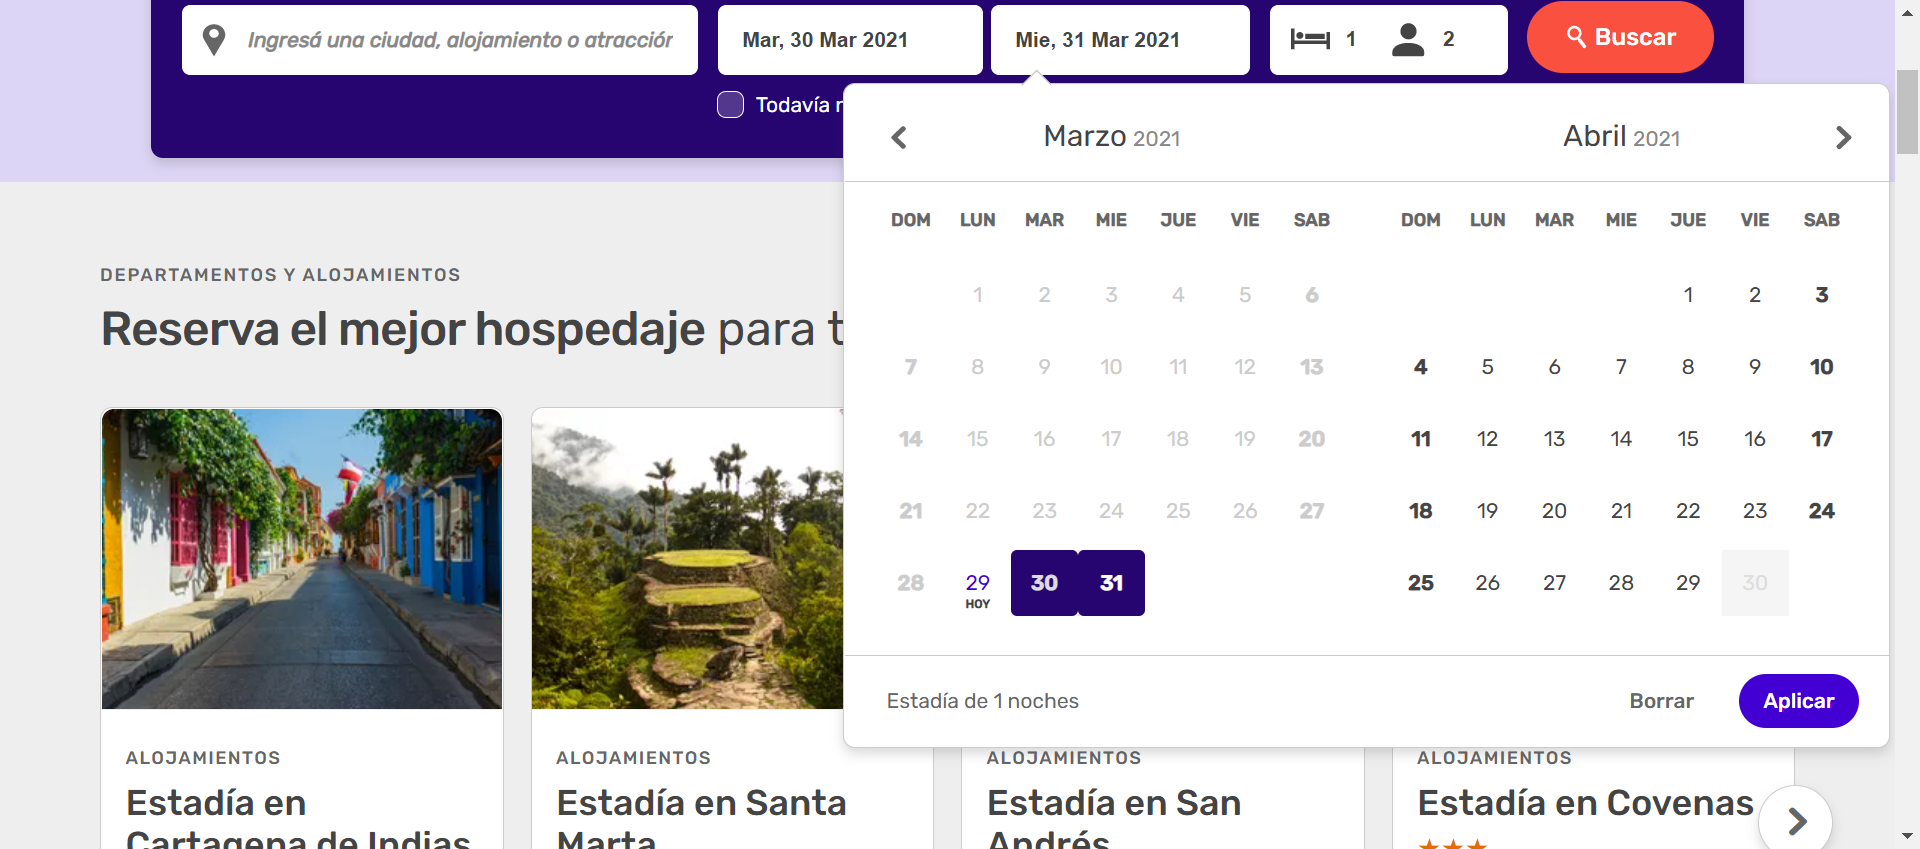 Ingresá una ciudad, alojamiento o atracción
Mar, 30 Mar 2021
Mie, 31 Mar 2021
1
2
Buscar
Todavía
Marzo 2021
Abril 2021
DOM LUN MAR MIE JUE VIE SAB
1 2 3 4 5 6
7 8 9 10 11 12 13
14 15 16 17 18 19 20
21 22 23 24 25 26 27
28 29 30 31
HOY
DOM LUN MAR MIE JUE VIE SAB
1 2 3
4 5 6 7 8 9 10
11 12 13 14 15 16 17
18 19 20 21 22 23 24
25 26 27 28 29 30
Estadía de 1 noches
Borrar
Aplicar
DEPARTAMENTOS Y ALOJAMIENTOS
Reserva el mejor hospedaje para
ALOJAMIENTOS
Estadía en
Cartagena de Indias
ALOJAMIENTOS
Estadía en Santa
Marta
ALOJAMIENTOS
Estadía en San
Andrés
ALOJAMIENTOS
Estadía en Covenas